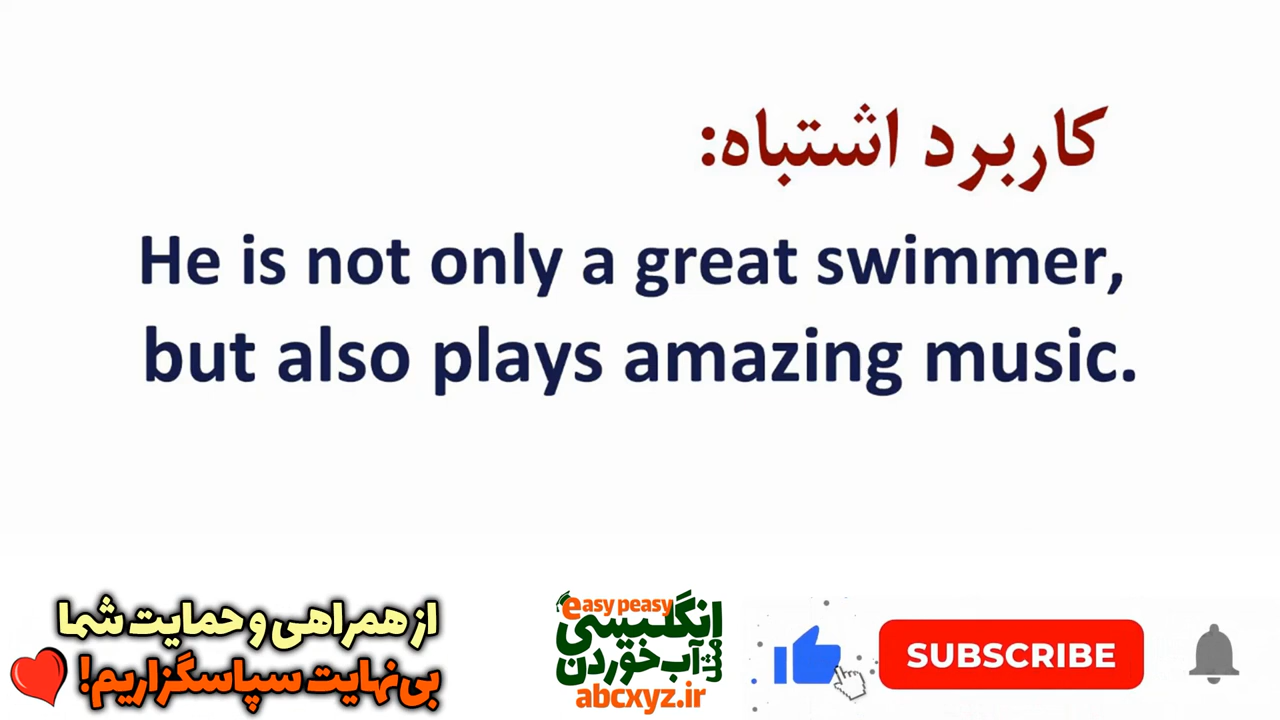 کاربرد اشتباه:
He is not only a great swimmer,
but also plays amazing music.
از همراهی و حمایت شما
بی‌نهایت سپاسگزاریم!
easy peasy
انگلیسی
مثل آب خوردن
abcxyz.ir
SUBSCRIBE